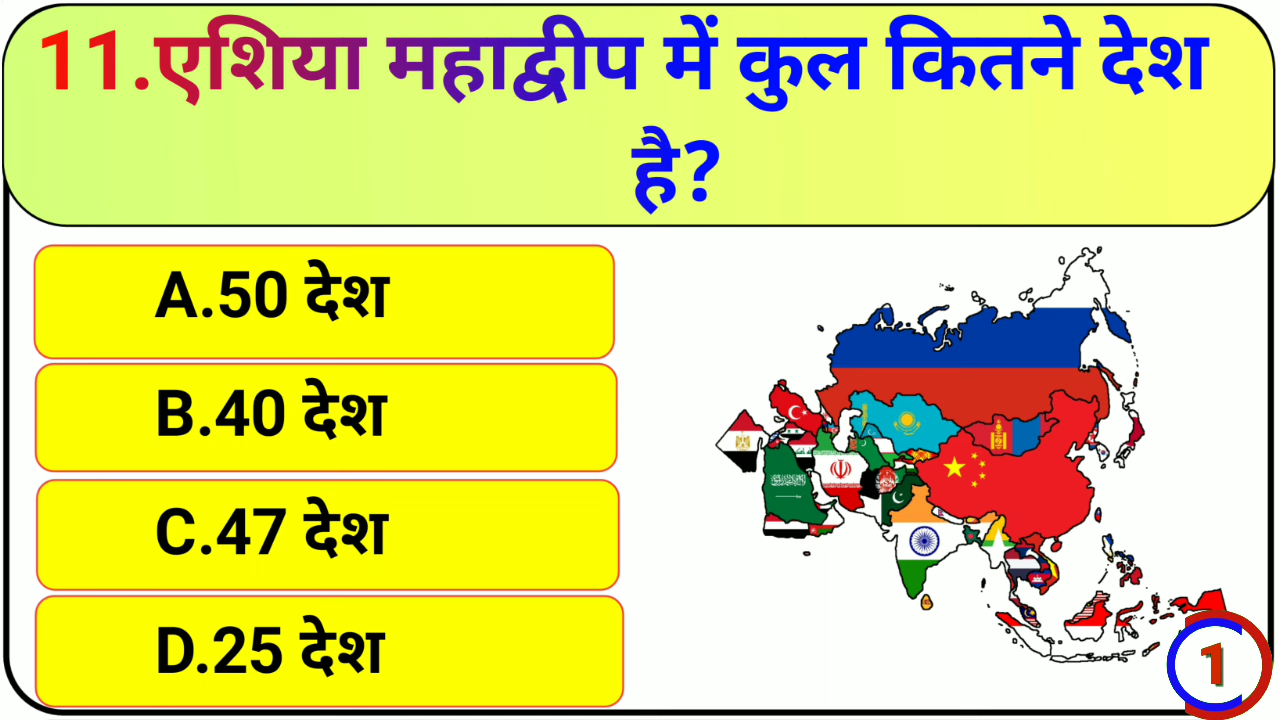 11.एशिया महाद्वीप में कुल कितने देश
है?
A.50 देश
B.40 देश
C.47 देश
D.25 देश
1